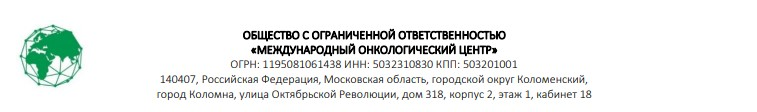 ОБЩЕСТВО С ОГРАНИЧЕННОЙ ОТВЕТСТВЕННОСТЬЮ
«МЕЖДУНАРОДНЫЙ ОНКОЛОГИЧЕСКИЙ ЦЕНТР»
ОГРН: 1195081061438 ИНН: 5032310830 КПП: 503201001
140407, Российская Федерация, Московская область, городской округ Коломенский,
город Коломна, улица Октябрьской Революции, дом 318, корпус 2, этаж 1, кабинет 18